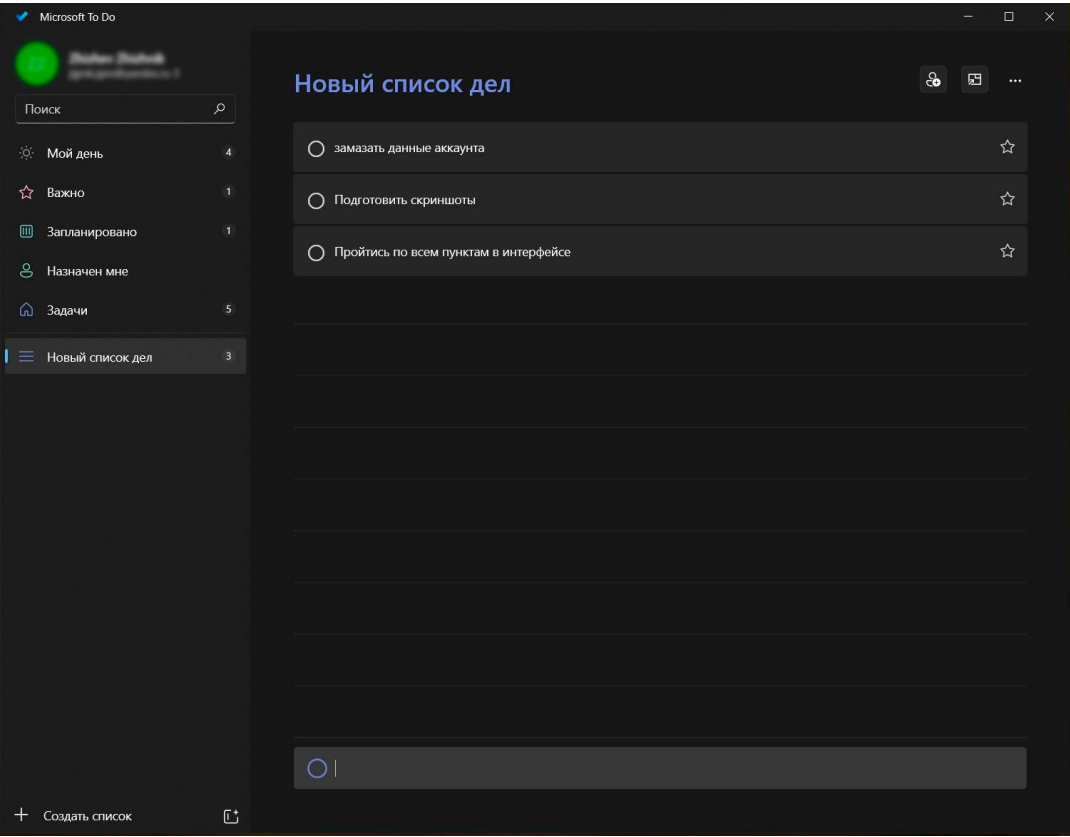 Microsoft To Do
Поиск
Мой день 4
Важно 1
Запланировано 1
Назначен мне
Задачи 5
Новый список дел 3
Создать список
Новый список дел
замазать данные аккаунта
Подготовить скриншоты
Пройтись по всем пунктам в интерфейсе